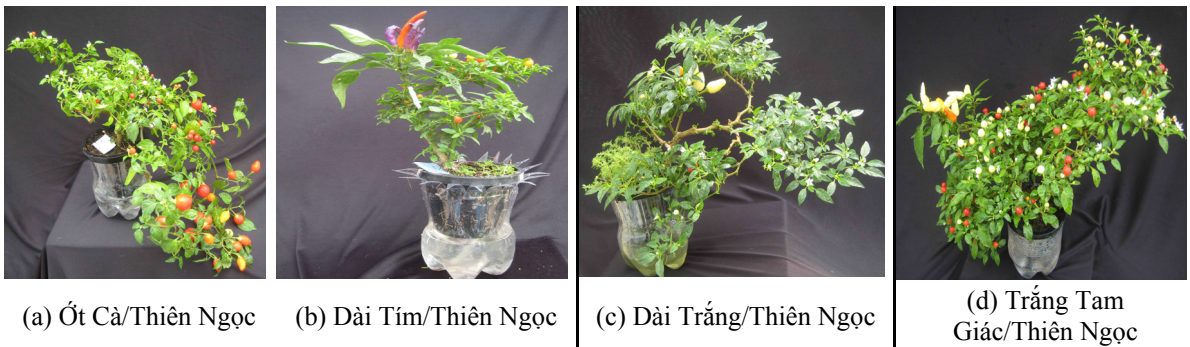 (a) Ớt Cà/Thiên Ngọc
(b) Dài Tím/Thiên Ngọc
(c) Dài Trắng/Thiên Ngọc
(d) Trắng Tam
Giác/Thiên Ngọc